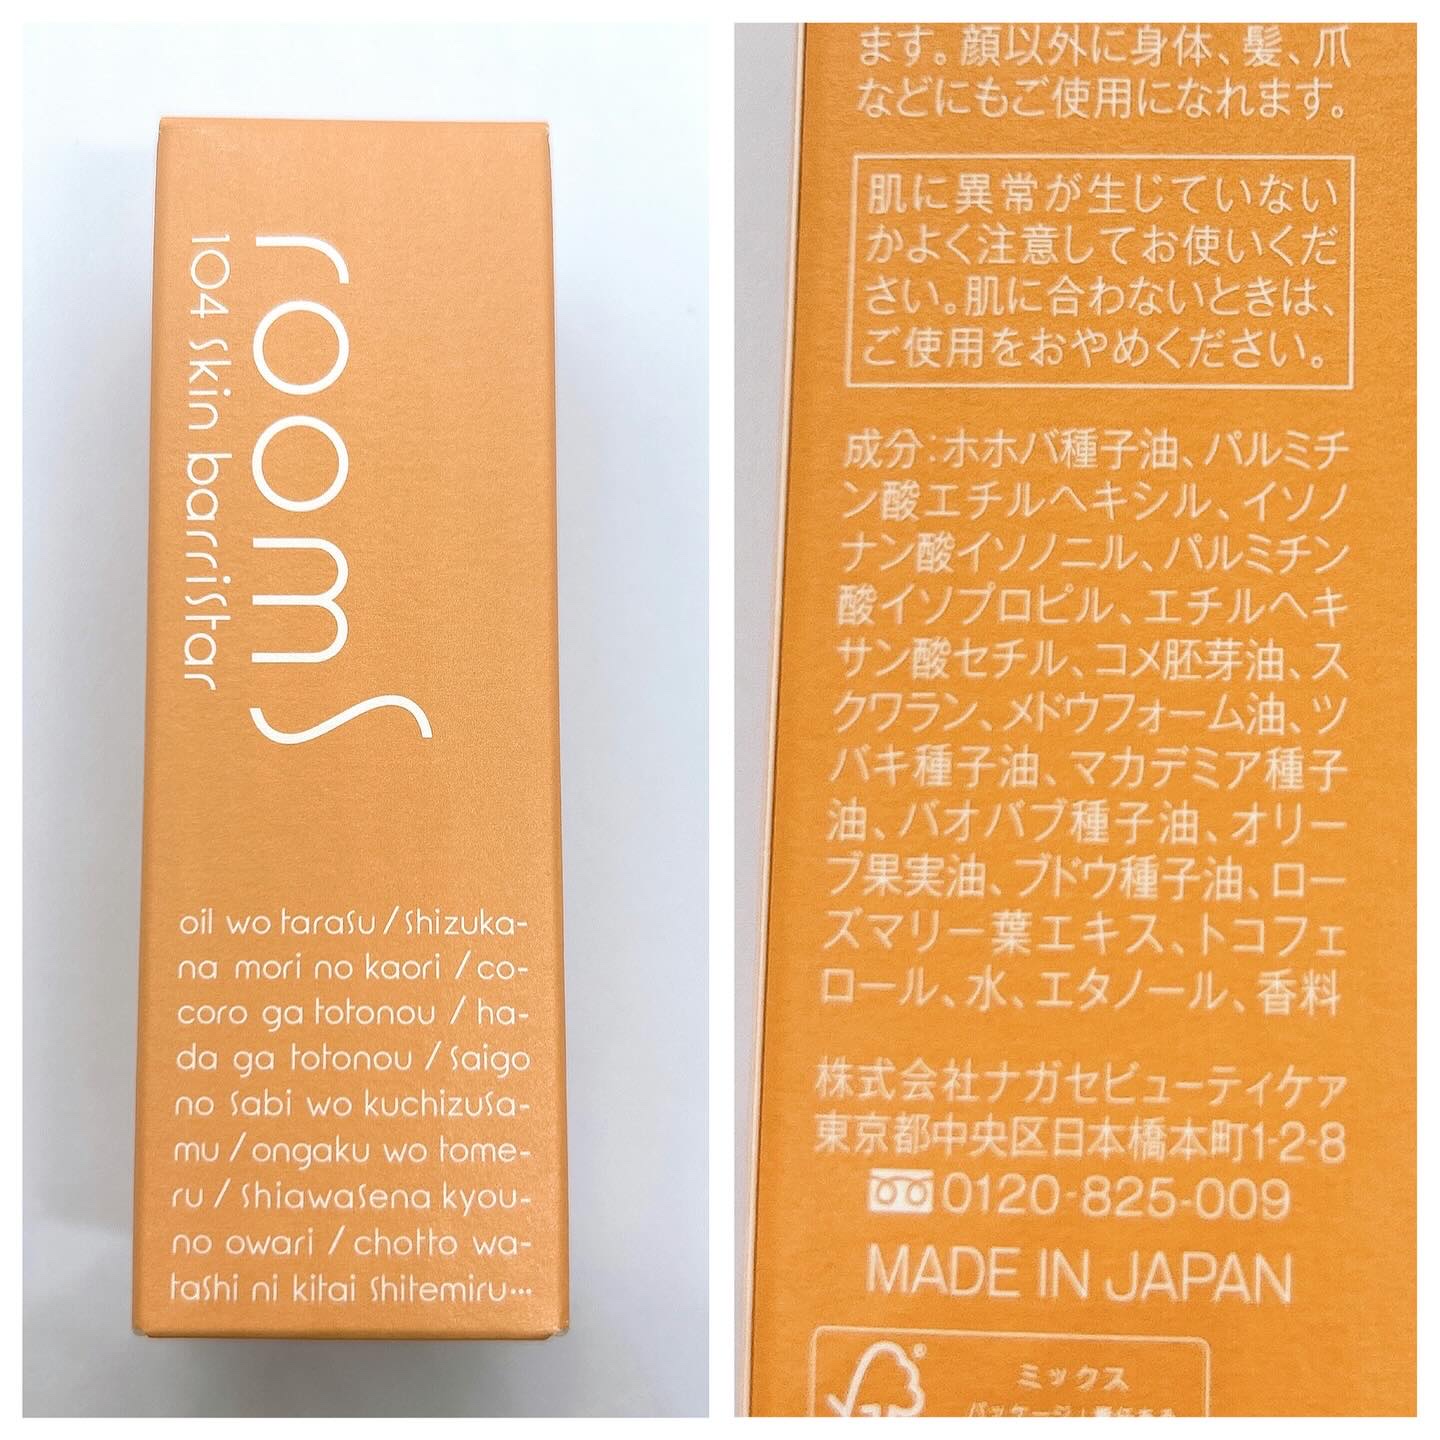 rooms
104 skin barristar
oil wo tarasu / shizuka-
na mori no kaori / co-
coro ga totonou / ha-
da ga totonou / saigo
no sabi wo kuchizusa-
mu / ongaku wo tome-
ru / shiawasena kyou-
no owari / chotto wa-
tashi ni kitai shitemiru…
ます。顔以外に身体、髪、爪
などにもご使用になれます。
肌に異常が生じていない
かよく注意してお使いくだ
さい。肌に合わないときは、
ご使用をおやめください。
成分:ホホバ種子油、パルミチ
ン酸エチルヘキシル、イソノ
ナン酸イソノニル、パルミチン
酸イソプロピル、エチルヘキ
サン酸セチル、コメ胚芽油、ス
クワラン、メドウフォーム油、ツ
バキ種子油、マカデミア種子
油、バオバブ種子油、オリー
ブ果実油、ブドウ種子油、ロー
ズマリー葉エキス、トコフェ
ロール、水、エタノール、香料
株式会社ナガセビューティケァ
東京都中央区日本橋本町1-2-8
0120-825-009
MADE IN JAPAN
ミックス